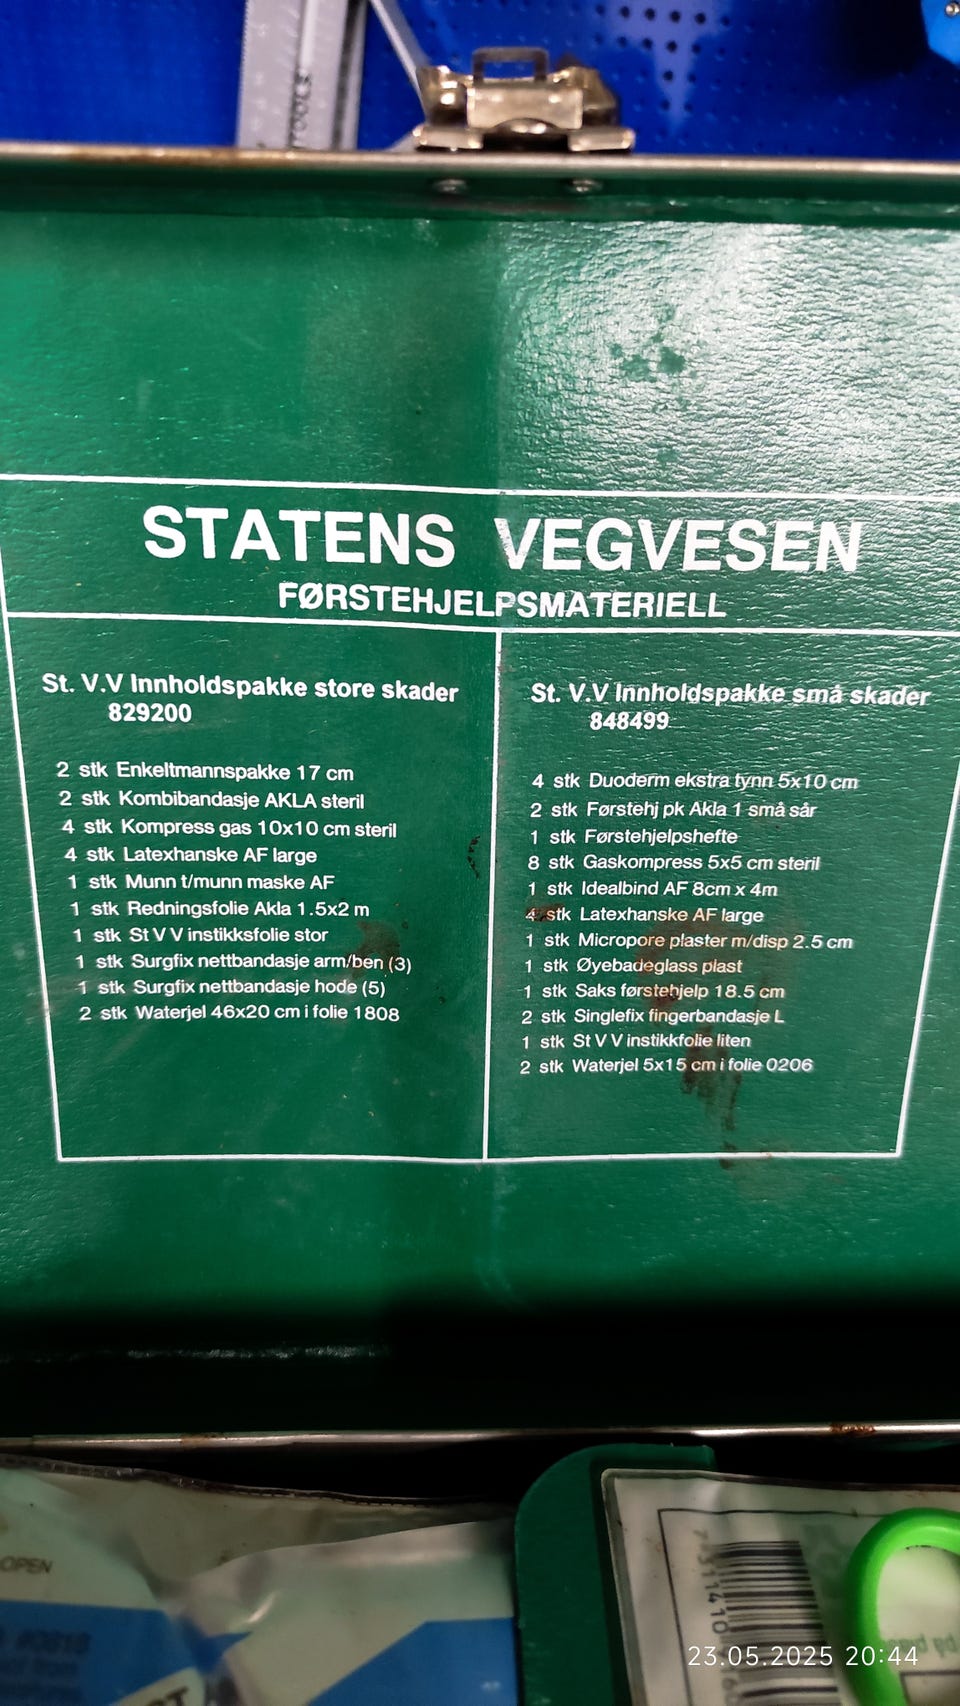 TOOLS
STATENS VEGVESEN
FØRSTEHJELPSMATERIELL
St. V.V Innholdspakke store skader
829200
2 stk Enkeltmannspakke 17 cm
2 stk Kombibandasje AKLA steril
4 stk Kompress gas 10x10 cm steril
4 stk Latexhanske AF large
1 stk Munn t/munn maske AF
1 stk Redningsfolie Akla 1.5x2 m
1 stk St V V instikksfolie stor
1 stk Surgfix nettbandasje arm/ben (3)
1 stk Surgfix nettbandasje hode (5)
2 stk Waterjel 46x20 cm i folie 1808
St. V.V Innholdspakke små skader
848499
4 stk Duoderm ekstra tynn 5x10 cm
2 stk Førstehj pk Akla 1 små sår
1 stk Førstehjelpshefte
8 stk Gaskompress 5x5 cm steril
1 stk Idealbind AF 8cm x 4m
4 stk Latexhanske AF large
1 stk Micropore plaster m/disp 2.5 cm
1 stk Øyebadeglass plast
1 stk Saks førstehjelp 18.5 cm
2 stk Singlefix fingerbandasje L
1 stk St V V instikkfolie liten
2 stk Waterjel 5x15 cm i folie 0206
OPEN
23.05.2025 20:44